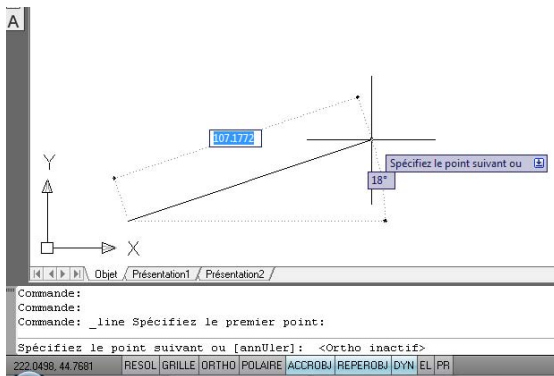 A
107.1772
Spécifiez le point suivant ou
18°
Y
X
Objet Présentation1 Présentation2
Commande:
Commande:
Commande: _line Spécifiez le premier point:
Spécifiez le point suivant ou [annUler]: <Ortho inactif>
222.0498, 44.7681 RESOL GRILLE ORTHO POLAIRE ACCROBJ REPEROBJ DYN EL PR